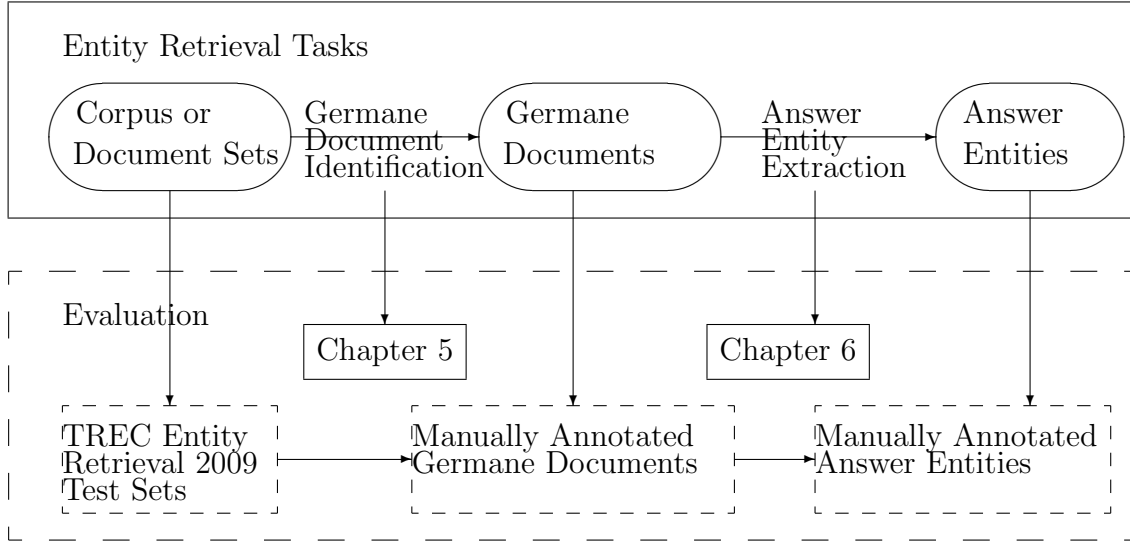 Entity Retrieval Tasks
Corpus or
Document Sets
Germane
Document
Identification
Germane
Documents
Answer
Entity
Extraction
Answer
Entities
Evaluation
Chapter 5
Chapter 6
TREC Entity
Retrieval 2009
Test Sets
Manually Annotated
Germane Documents
Manually Annotated
Answer Entities